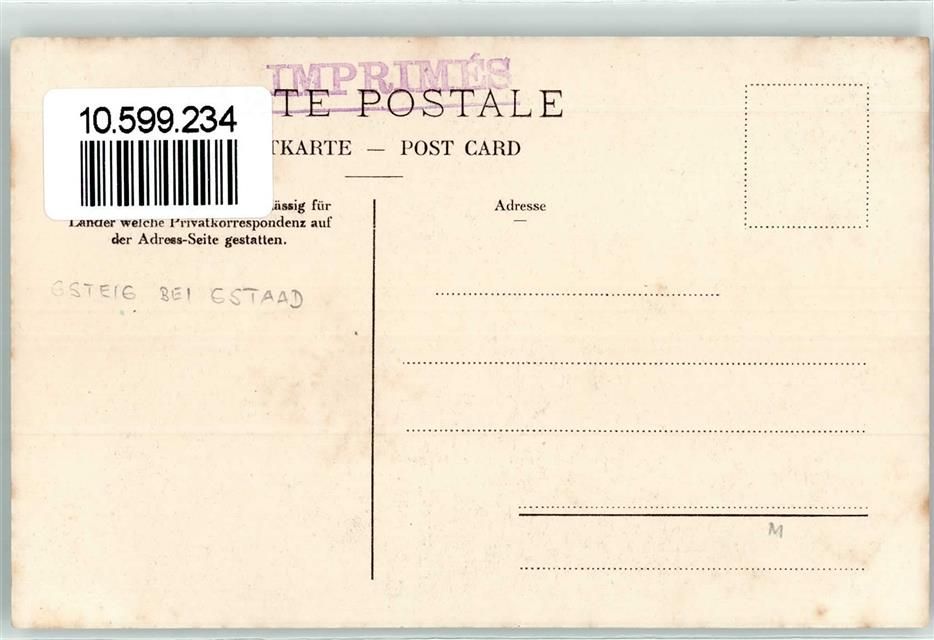 IMPRIMÉS
TE POSTALE
10.599.234
TKARTE — POST CARD
ässig für
Länder welche Privatkorrespondenz auf
der Adress-Seite gestatten.
Adresse
GSTEIG BEI GSTAAD
M